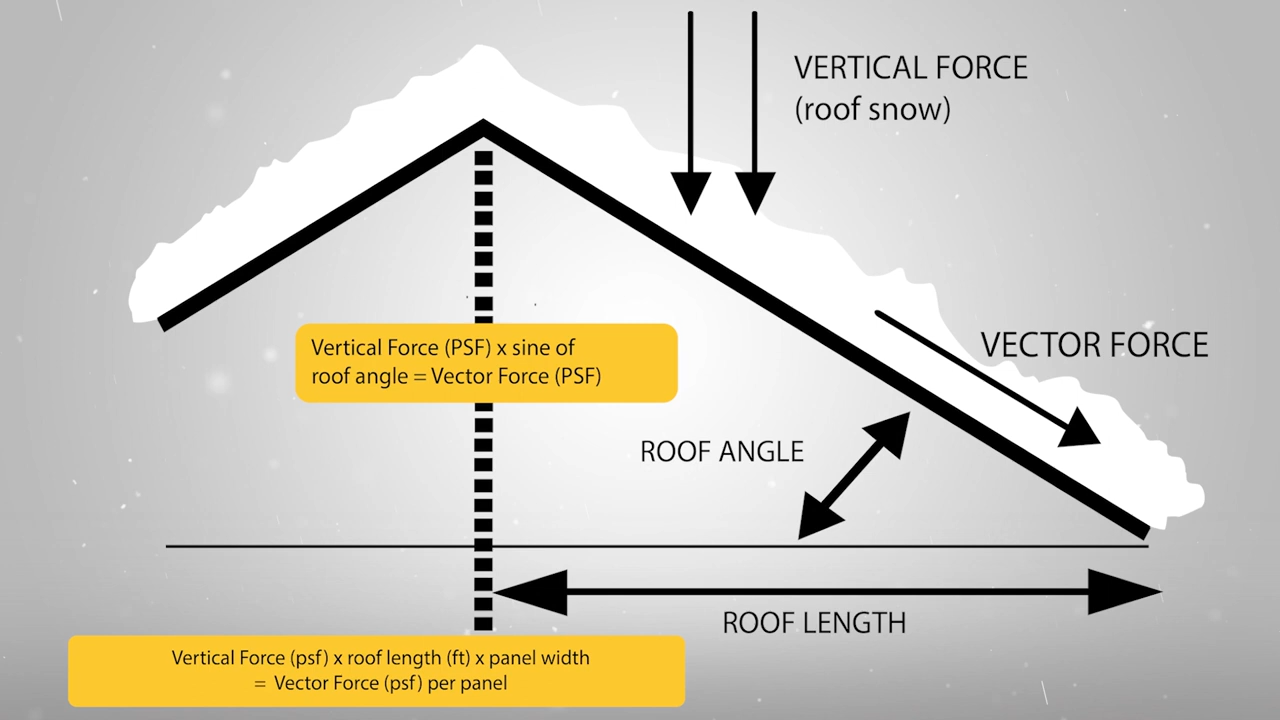 VERTICAL FORCE
(roof snow)
Vertical Force (PSF) x sine of
roof angle = Vector Force (PSF)
VECTOR FORCE
ROOF ANGLE
ROOF LENGTH
Vertical Force (psf) x roof length (ft) x panel width
= Vector Force (psf) per panel